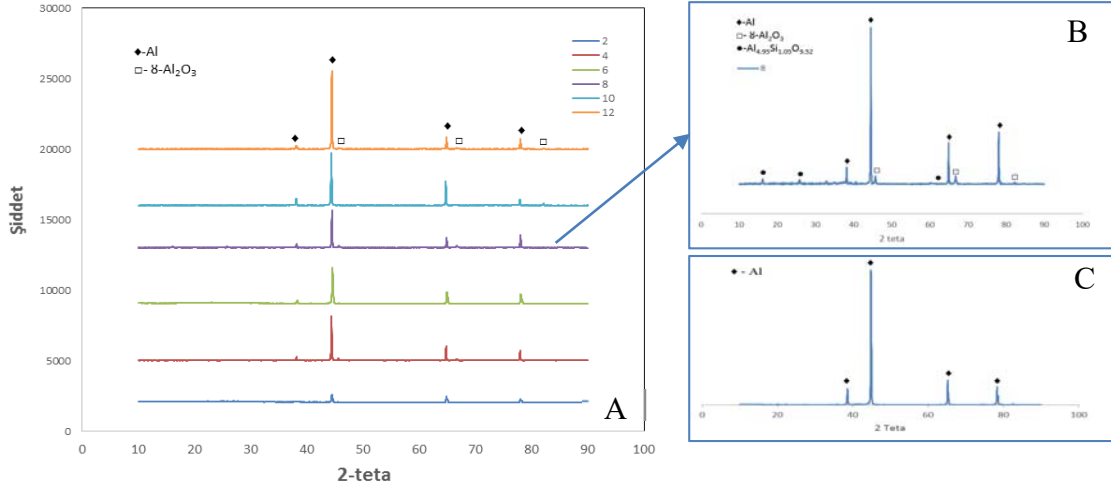 A
Şiddet
30000
25000
20000
15000
10000
5000
0
◆-Al
□- ȣ-Al₂O₃
2
4
6
8
10
12
0 10 20 30 40 50 60 70 80 90 100
2-teta
B
◆-Al
□- ȣ-Al₂O₃
●-Al₄.₉₅Si₁.₀₅O₉.₅₂
8
0 10 20 30 40 50 60 70 80 90 100
2 teta
C
◆ - Al
0 20 40 60 80 100
2 Teta